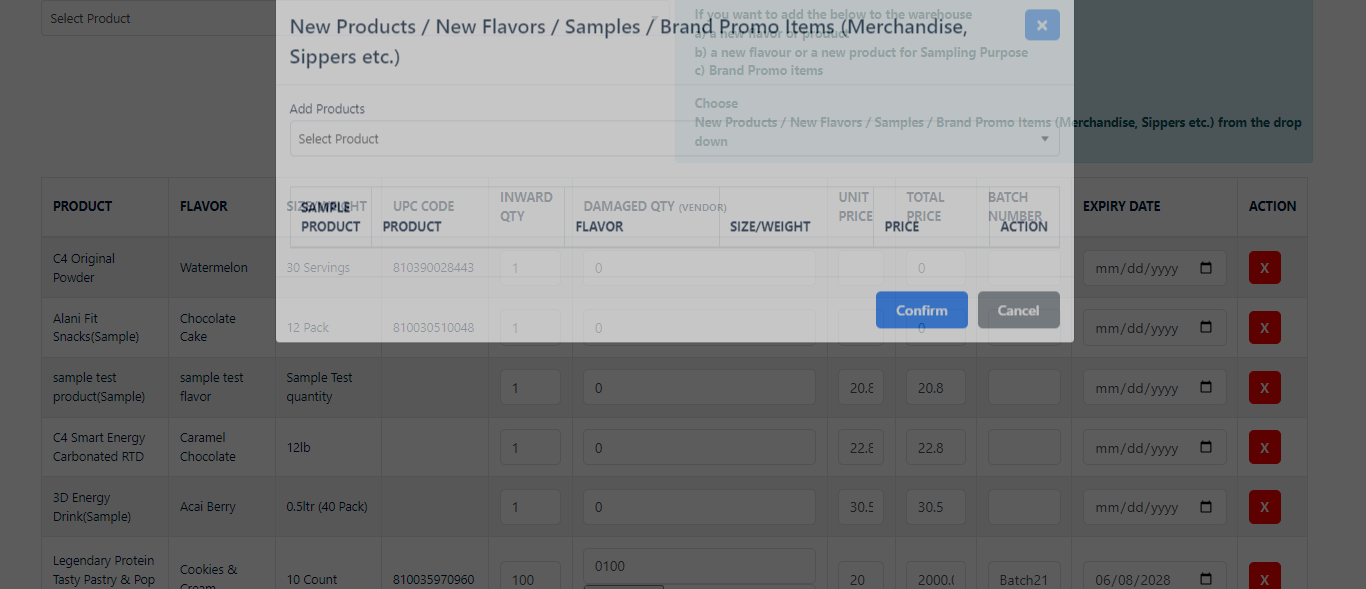 Select Product
New Products / New Flavors / Samples / Brand Promo Items (Merchandise,
Sippers etc.)
×
If you want to add the below to the warehouse
a) a new flavor or product
b) a new flavour or a new product for Sampling Purpose
c) Brand Promo items
Choose
New Products / New Flavors / Samples / Brand Promo Items (Merchandise, Sippers etc.) from the drop
down
Add Products
Select Product
SAMPLE
PRODUCT PRODUCT FLAVOR SIZE/WEIGHT PRICE ACTION
Confirm Cancel
PRODUCT FLAVOR SIZE/WEIGHT UPC CODE INWARD
QTY DAMAGED QTY (VENDOR) UNIT
PRICE TOTAL
PRICE BATCH
NUMBER EXPIRY DATE ACTION
C4 Original
Powder Watermelon 30 Servings 810390028443 1 0 0 mm/dd/yyyy X
Alani Fit
Snacks(Sample) Chocolate
Cake 12 Pack 810030510048 1 0 0 mm/dd/yyyy X
sample test
product(Sample) sample test
flavor Sample Test
quantity 1 0 20.8 20.8 mm/dd/yyyy X
C4 Smart Energy
Carbonated RTD Caramel
Chocolate 12lb 1 0 22.8 22.8 mm/dd/yyyy X
3D Energy
Drink(Sample) Acai Berry 0.5ltr (40 Pack) 1 0 30.5 30.5 mm/dd/yyyy X
Legendary Protein
Tasty Pastry & Pop Cookies &
Cream 10 Count 810035970960 100 0100 20 2000.0 Batch21 06/08/2028 X